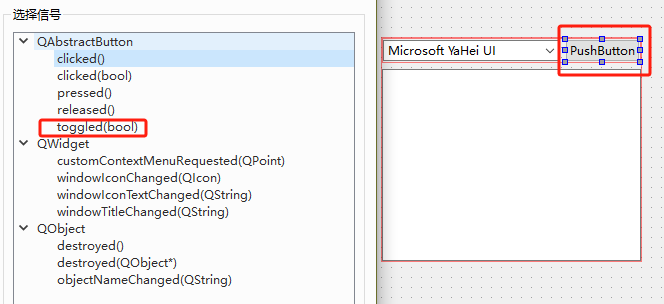 选择信号
QAbstractButton
clicked()
clicked(bool)
pressed()
released()
toggled(bool)
QWidget
customContextMenuRequested(QPoint)
windowIconChanged(QIcon)
windowIconTextChanged(QString)
windowTitleChanged(QString)
QObject
destroyed()
destroyed(QObject*)
objectNameChanged(QString)
Microsoft YaHei UI
PushButton